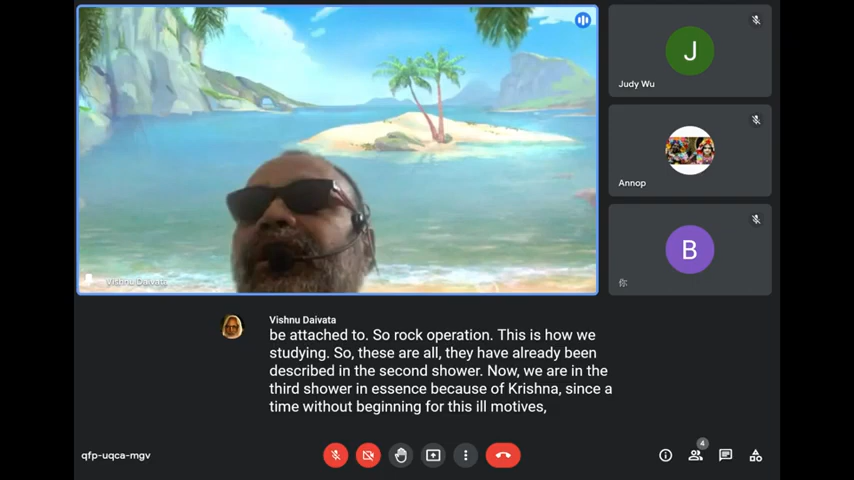 J
Judy Wu
Annop
B
你
Vishnu Daivata
Vishnu Daivata
be attached to. So rock operation. This is how we
studying. So, these are all, they have already been
described in the second shower. Now, we are in the
third shower in essence because of Krishna, since a
time without beginning for this ill motives,
qfp-uqca-mgv
4